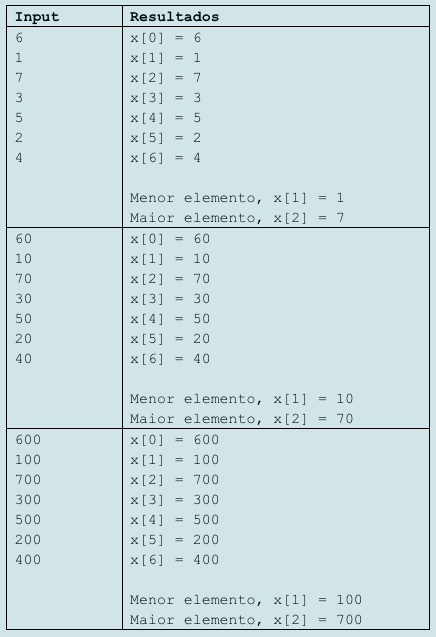 Input Resultados
6 x[0] = 6
1 x[1] = 1
7 x[2] = 7
3 x[3] = 3
5 x[4] = 5
2 x[5] = 2
4 x[6] = 4
Menor elemento, x[1] = 1
Maior elemento, x[2] = 7
60 x[0] = 60
10 x[1] = 10
70 x[2] = 70
30 x[3] = 30
50 x[4] = 50
20 x[5] = 20
40 x[6] = 40
Menor elemento, x[1] = 10
Maior elemento, x[2] = 70
600 x[0] = 600
100 x[1] = 100
700 x[2] = 700
300 x[3] = 300
500 x[4] = 500
200 x[5] = 200
400 x[6] = 400
Menor elemento, x[1] = 100
Maior elemento, x[2] = 700